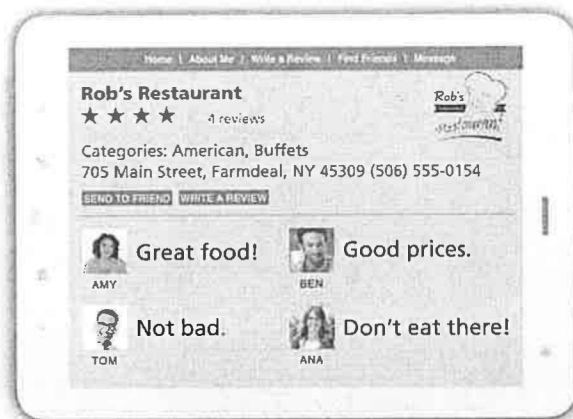 Home | About Me | Write a Review | Find Friends | Message
Rob's Restaurant
4 reviews
Rob's
restaurant
Categories: American, Buffets
705 Main Street, Farmdeal, NY 45309 (506) 555-0154
SEND TO FRIEND WRITE A REVIEW
Great food!
AMY
Good prices.
BEN
Not bad.
TOM
Don't eat there!
ANA